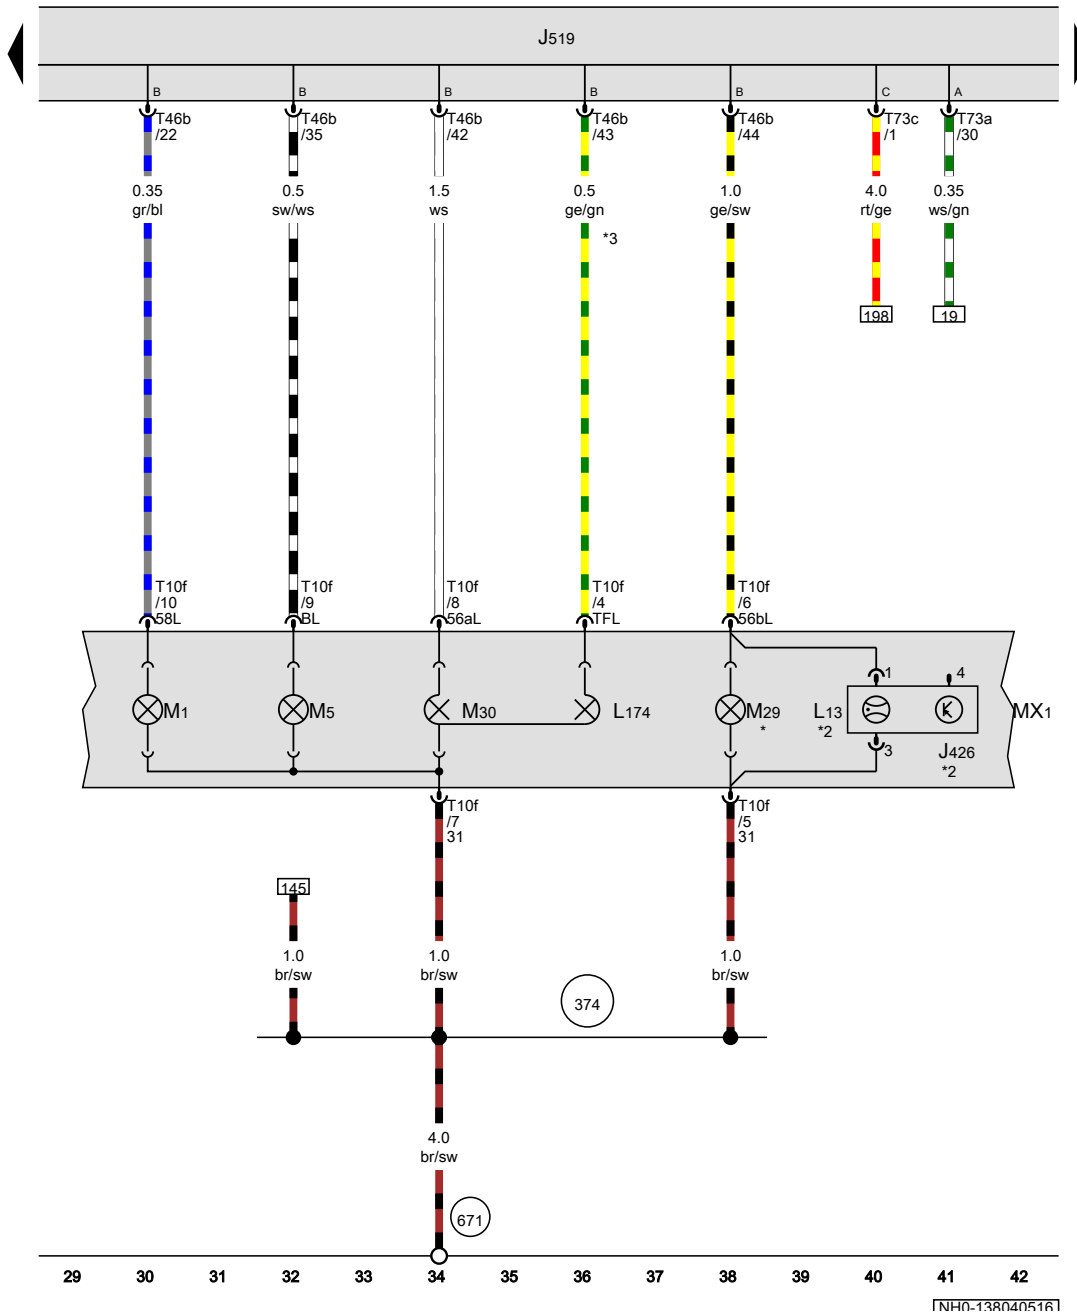 J519
B B B B B C A
T46b T46b T46b T46b T46b T73c T73a
/22 /35 /42 /43 /44 /1 /30
0.35 0.5 1.5 0.5 1.0 4.0 0.35
gr/bl sw/ws ws ge/gn ge/sw rt/ge ws/gn
*3
198 19
T10f T10f T10f T10f T10f
/10 /9 /8 /4 /6
58L BL 56aL TFL 56bL
1 4
M1 M5 M30 L174 M29 L13 MX1
* *2
3 J426
*2
T10f T10f
/7 /5
31 31
145
1.0 1.0 1.0
br/sw br/sw br/sw
374
4.0
br/sw
671
29 30 31 32 33 34 35 36 37 38 39 40 41 42
NH0-138040516